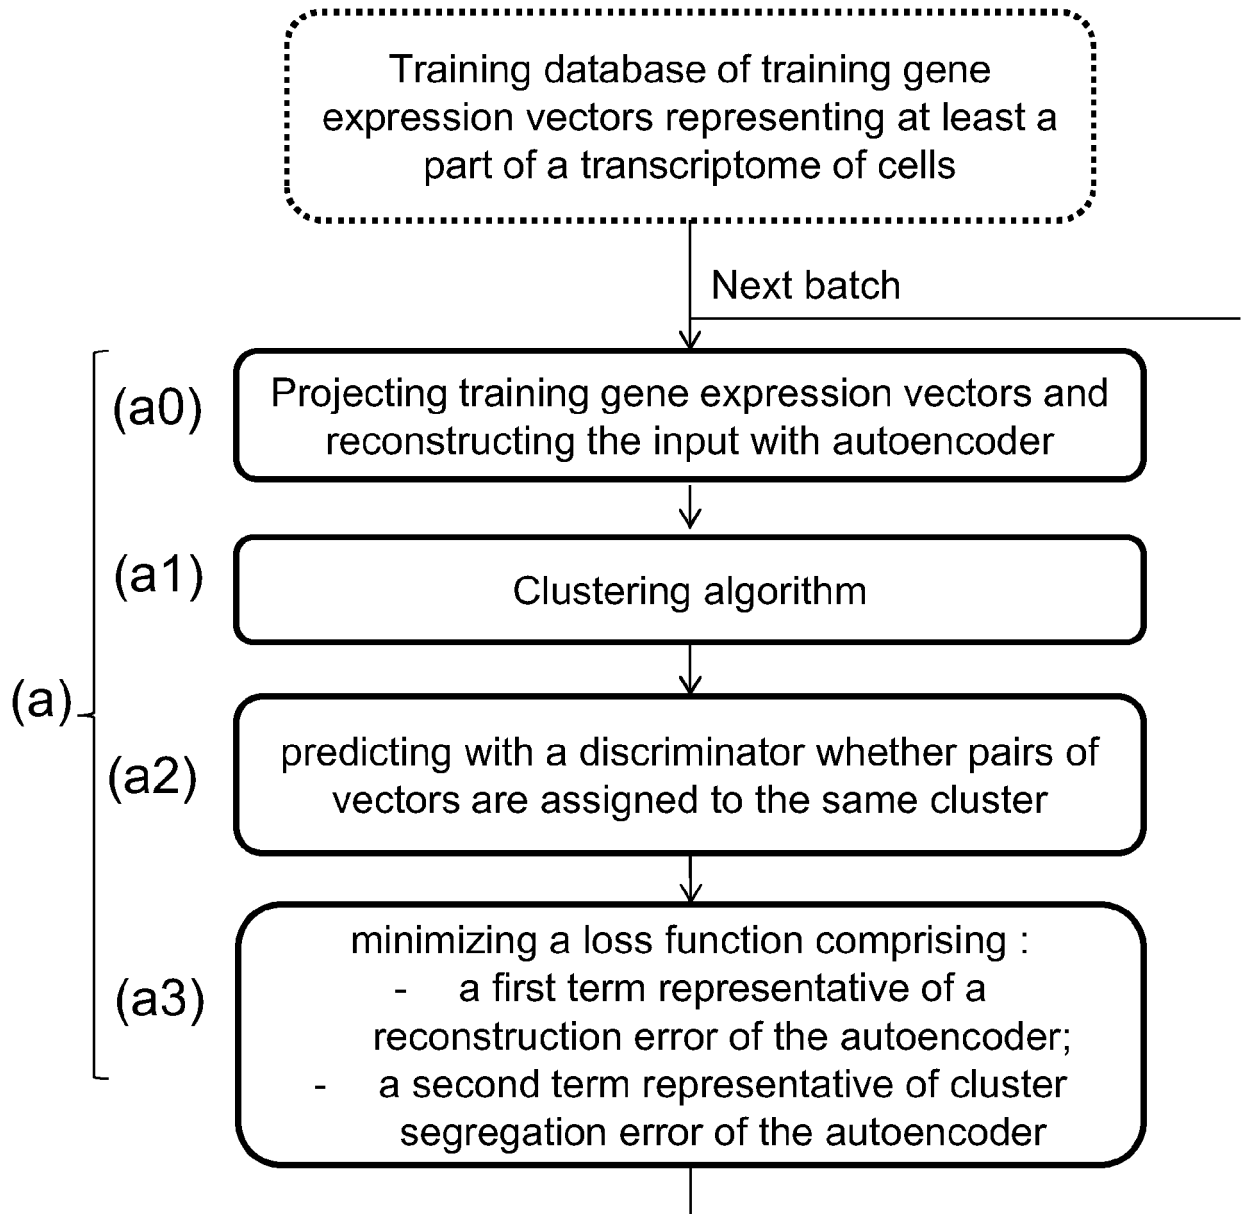 Training database of training gene
expression vectors representing at least a
part of a transcriptome of cells
Next batch
(a0)
Projecting training gene expression vectors and
reconstructing the input with autoencoder
(a1)
Clustering algorithm
(a)
(a2)
predicting with a discriminator whether pairs of
vectors are assigned to the same cluster
(a3)
minimizing a loss function comprising :
- a first term representative of a
reconstruction error of the autoencoder;
- a second term representative of cluster
segregation error of the autoencoder